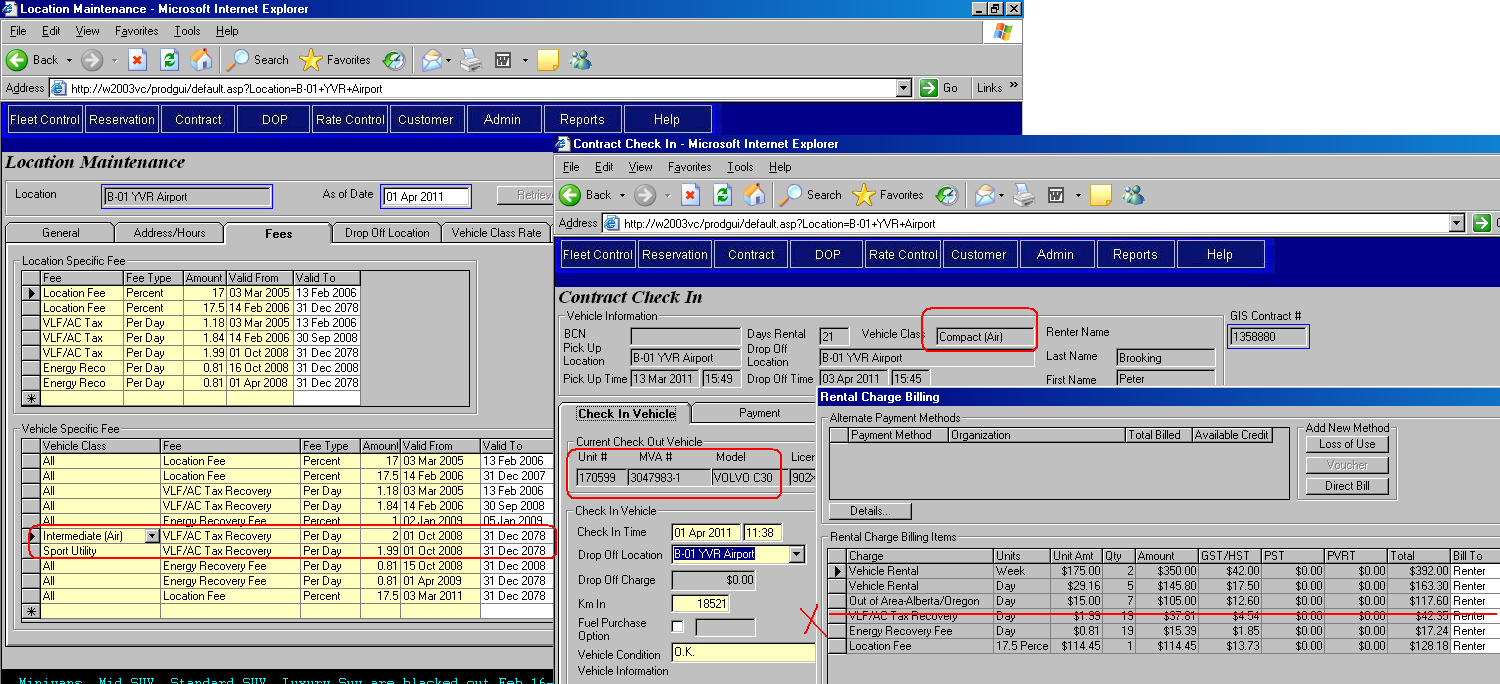 Location Maintenance - Microsoft Internet Explorer
File Edit View Favorites Tools Help
Back Search Favorites
Address http://w2003vc/prodgui/default.asp?Location=B-01+YVR+Airport Go Links »
Fleet Control Reservation Contract DOP Rate Control Customer Admin Reports Help
Location Maintenance
Location B-01 YVR Airport As of Date 01 Apr 2011
General Address/Hours Fees Drop Off Location Vehicle Class Rate
Location Specific Fee
Fee Fee Type Amount Valid From Valid To
Location Fee Percent 17 03 Mar 2005 13 Feb 2006
Location Fee Percent 17.5 14 Feb 2006 31 Dec 2078
VLF/AC Tax Per Day 1.18 03 Mar 2005 13 Feb 2006
VLF/AC Tax Per Day 1.84 14 Feb 2006 30 Sep 2008
VLF/AC Tax Per Day 1.99 01 Oct 2008 31 Dec 2078
Energy Reco Per Day 0.81 16 Oct 2008 31 Dec 2078
Energy Reco Per Day 0.81 01 Apr 2008 31 Dec 2078
Vehicle Specific Fee
Vehicle Class Fee Fee Type Amount Valid From Valid To
All Location Fee Percent 17 03 Mar 2005 13 Feb 2006
All Location Fee Percent 17.5 14 Feb 2006 31 Dec 2007
All VLF/AC Tax Recovery Per Day 1.18 03 Mar 2005 13 Feb 2006
All VLF/AC Tax Recovery Per Day 1.84 14 Feb 2006 30 Sep 2008
All Energy Recovery Fee Percent 1 02 Jan 2009 05 Jan 2009
Intermediate (Air) VLF/AC Tax Recovery Per Day 2 01 Oct 2008 31 Dec 2078
Sport Utility VLF/AC Tax Recovery Per Day 1.99 01 Oct 2008 31 Dec 2078
All Energy Recovery Fee Per Day 0.81 15 Oct 2008 31 Dec 2078
All Energy Recovery Fee Per Day 0.81 01 Apr 2009 31 Dec 2078
All Location Fee Percent 17.5 03 Mar 2011 31 Dec 2078
Contract Check In - Microsoft Internet Explorer
File Edit View Favorites Tools Help
Back Search Favorites
Address http://w2003vc/prodgui/default.asp?Location=B-01+YVR+Airport
Fleet Control Reservation Contract DOP Rate Control Customer Admin Reports Help
Contract Check In
Vehicle Information
BCN Days Rental 21 Vehicle Class Compact (Air) Renter Name
GIS Contract #
1358880
Pick Up Location B-01 YVR Airport Drop Off Location B-01 YVR Airport Last Name Brooking
Pick Up Time 13 Mar 2011 15:49 Drop Off Time 03 Apr 2011 15:45 First Name Peter
Check In Vehicle Payment
Current Check Out Vehicle
Unit # MVA # Model
170599 3047983-1 VOLVO C30
Check In Vehicle
Check In Time 01 Apr 2011 11:38
Drop Off Location B-01 YVR Airport
Drop Off Charge $0.00
Km In 18521
Fuel Purchase Option
Vehicle Condition O.K.
Vehicle Information
Rental Charge Billing
Alternate Payment Methods
Payment Method Organization Total Billed Available Credit
Add New Method
Loss of Use
Voucher
Direct Bill
Details...
Rental Charge Billing Items
Charge Units Unit Amt Qty Amount GST/HST PST PVRT Total Bill To
Vehicle Rental Week $175.00 2 $350.00 $42.00 $0.00 $0.00 $392.00 Renter
Vehicle Rental Day $29.16 5 $145.80 $17.50 $0.00 $0.00 $163.30 Renter
Out of Area-Alberta/Oregon Day $15.00 7 $105.00 $12.60 $0.00 $0.00 $117.60 Renter
VLF/AC Tax Recovery Day $1.99 19 $37.81 $4.54 $0.00 $0.00 $42.35 Renter
Energy Recovery Fee Day $0.81 19 $15.39 $1.85 $0.00 $0.00 $17.24 Renter
Location Fee 17.5 Perce $114.45 1 $114.45 $13.73 $0.00 $0.00 $128.18 Renter